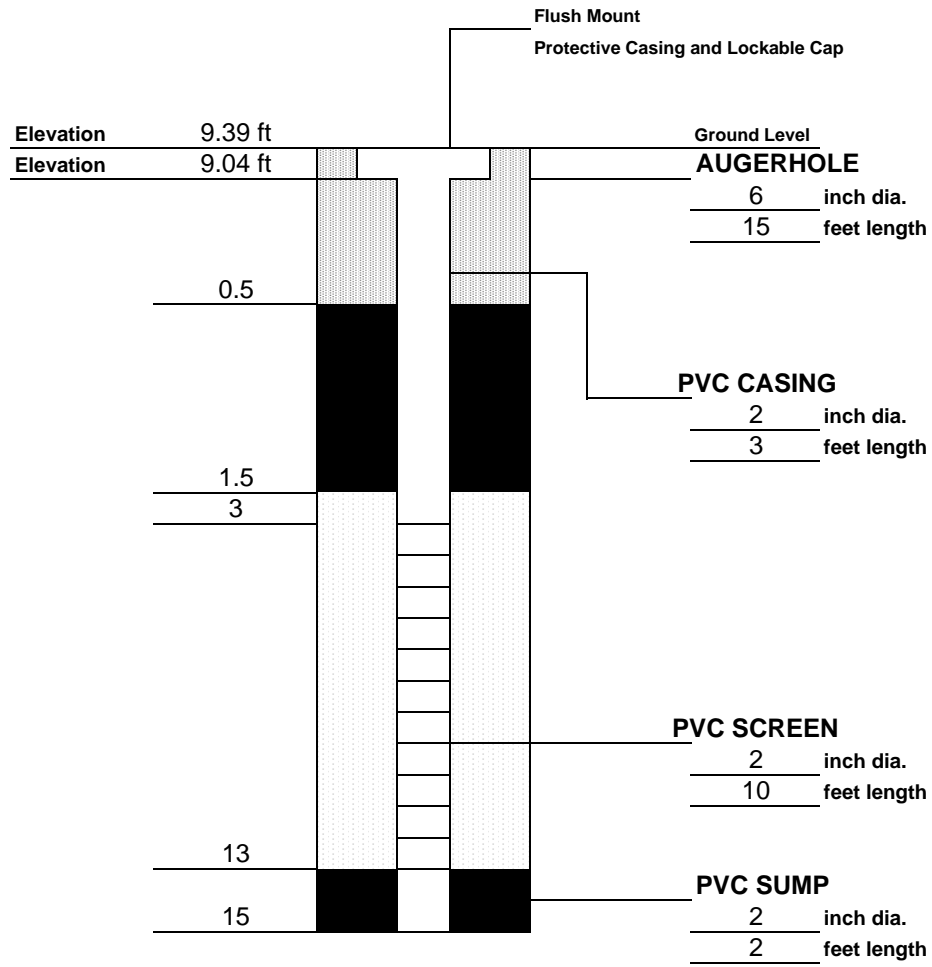 Flush Mount
Protective Casing and Lockable Cap
Elevation 9.39 ft Ground Level
Elevation 9.04 ft AUGERHOLE
6 inch dia.
15 feet length
0.5
PVC CASING
2 inch dia.
3 feet length
1.5
3
PVC SCREEN
2 inch dia.
10 feet length
13
PVC SUMP
15 2 inch dia.
2 feet length